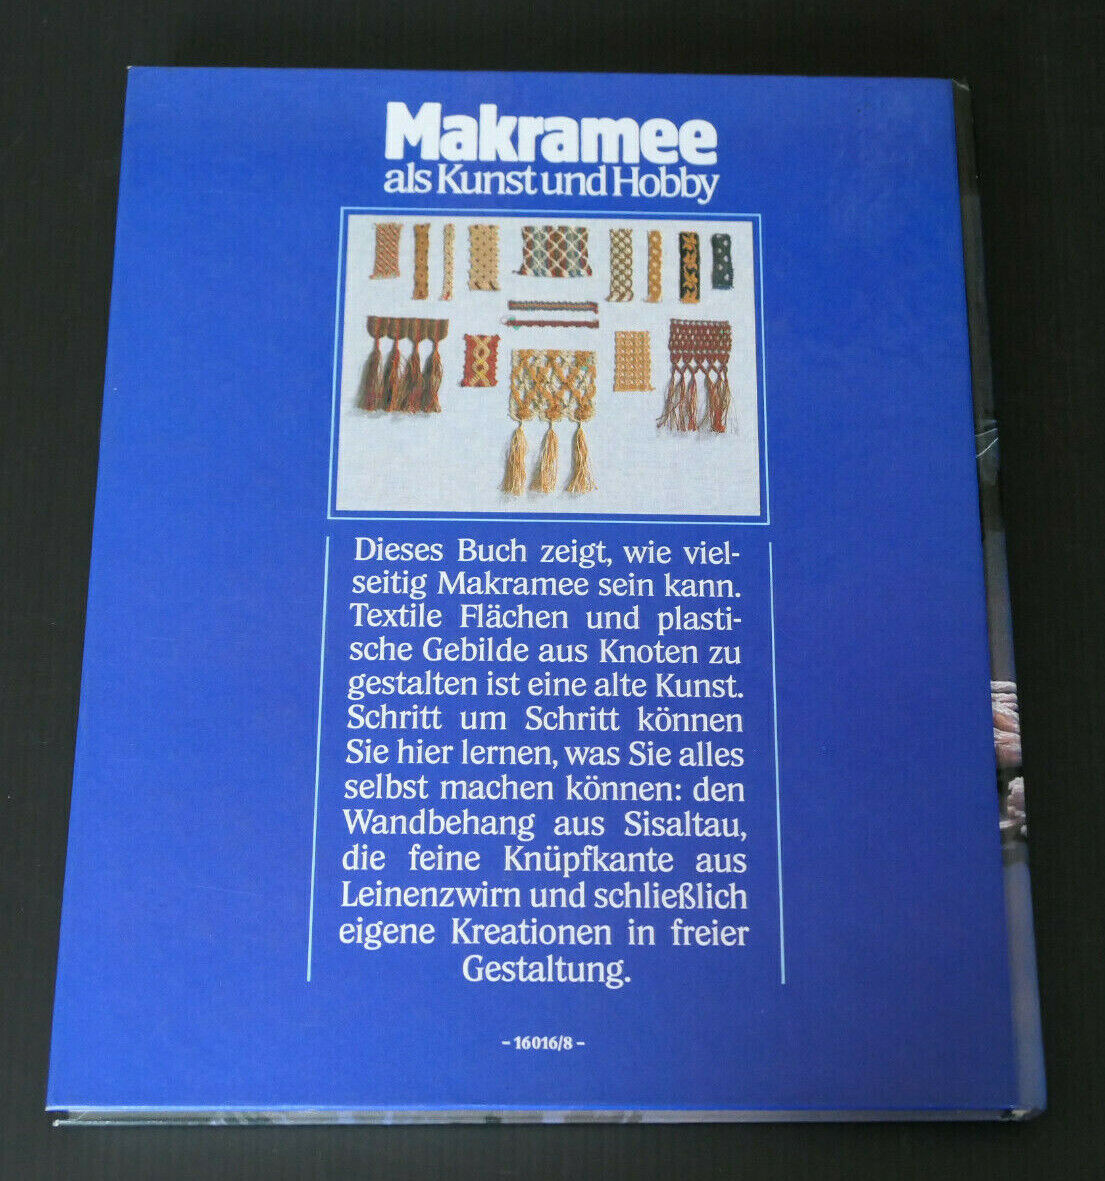 Makramee
als Kunst und Hobby
Dieses Buch zeigt, wie viel-
seitig Makramee sein kann.
Textile Flächen und plasti-
sche Gebilde aus Knoten zu
gestalten ist eine alte Kunst.
Schritt um Schritt können
Sie hier lernen, was Sie alles
selbst machen können: den
Wandbehang aus Sisaltau,
die feine Knüpfkante aus
Leinenzwirn und schließlich
eigene Kreationen in freier
Gestaltung.
– 16 016/8 –